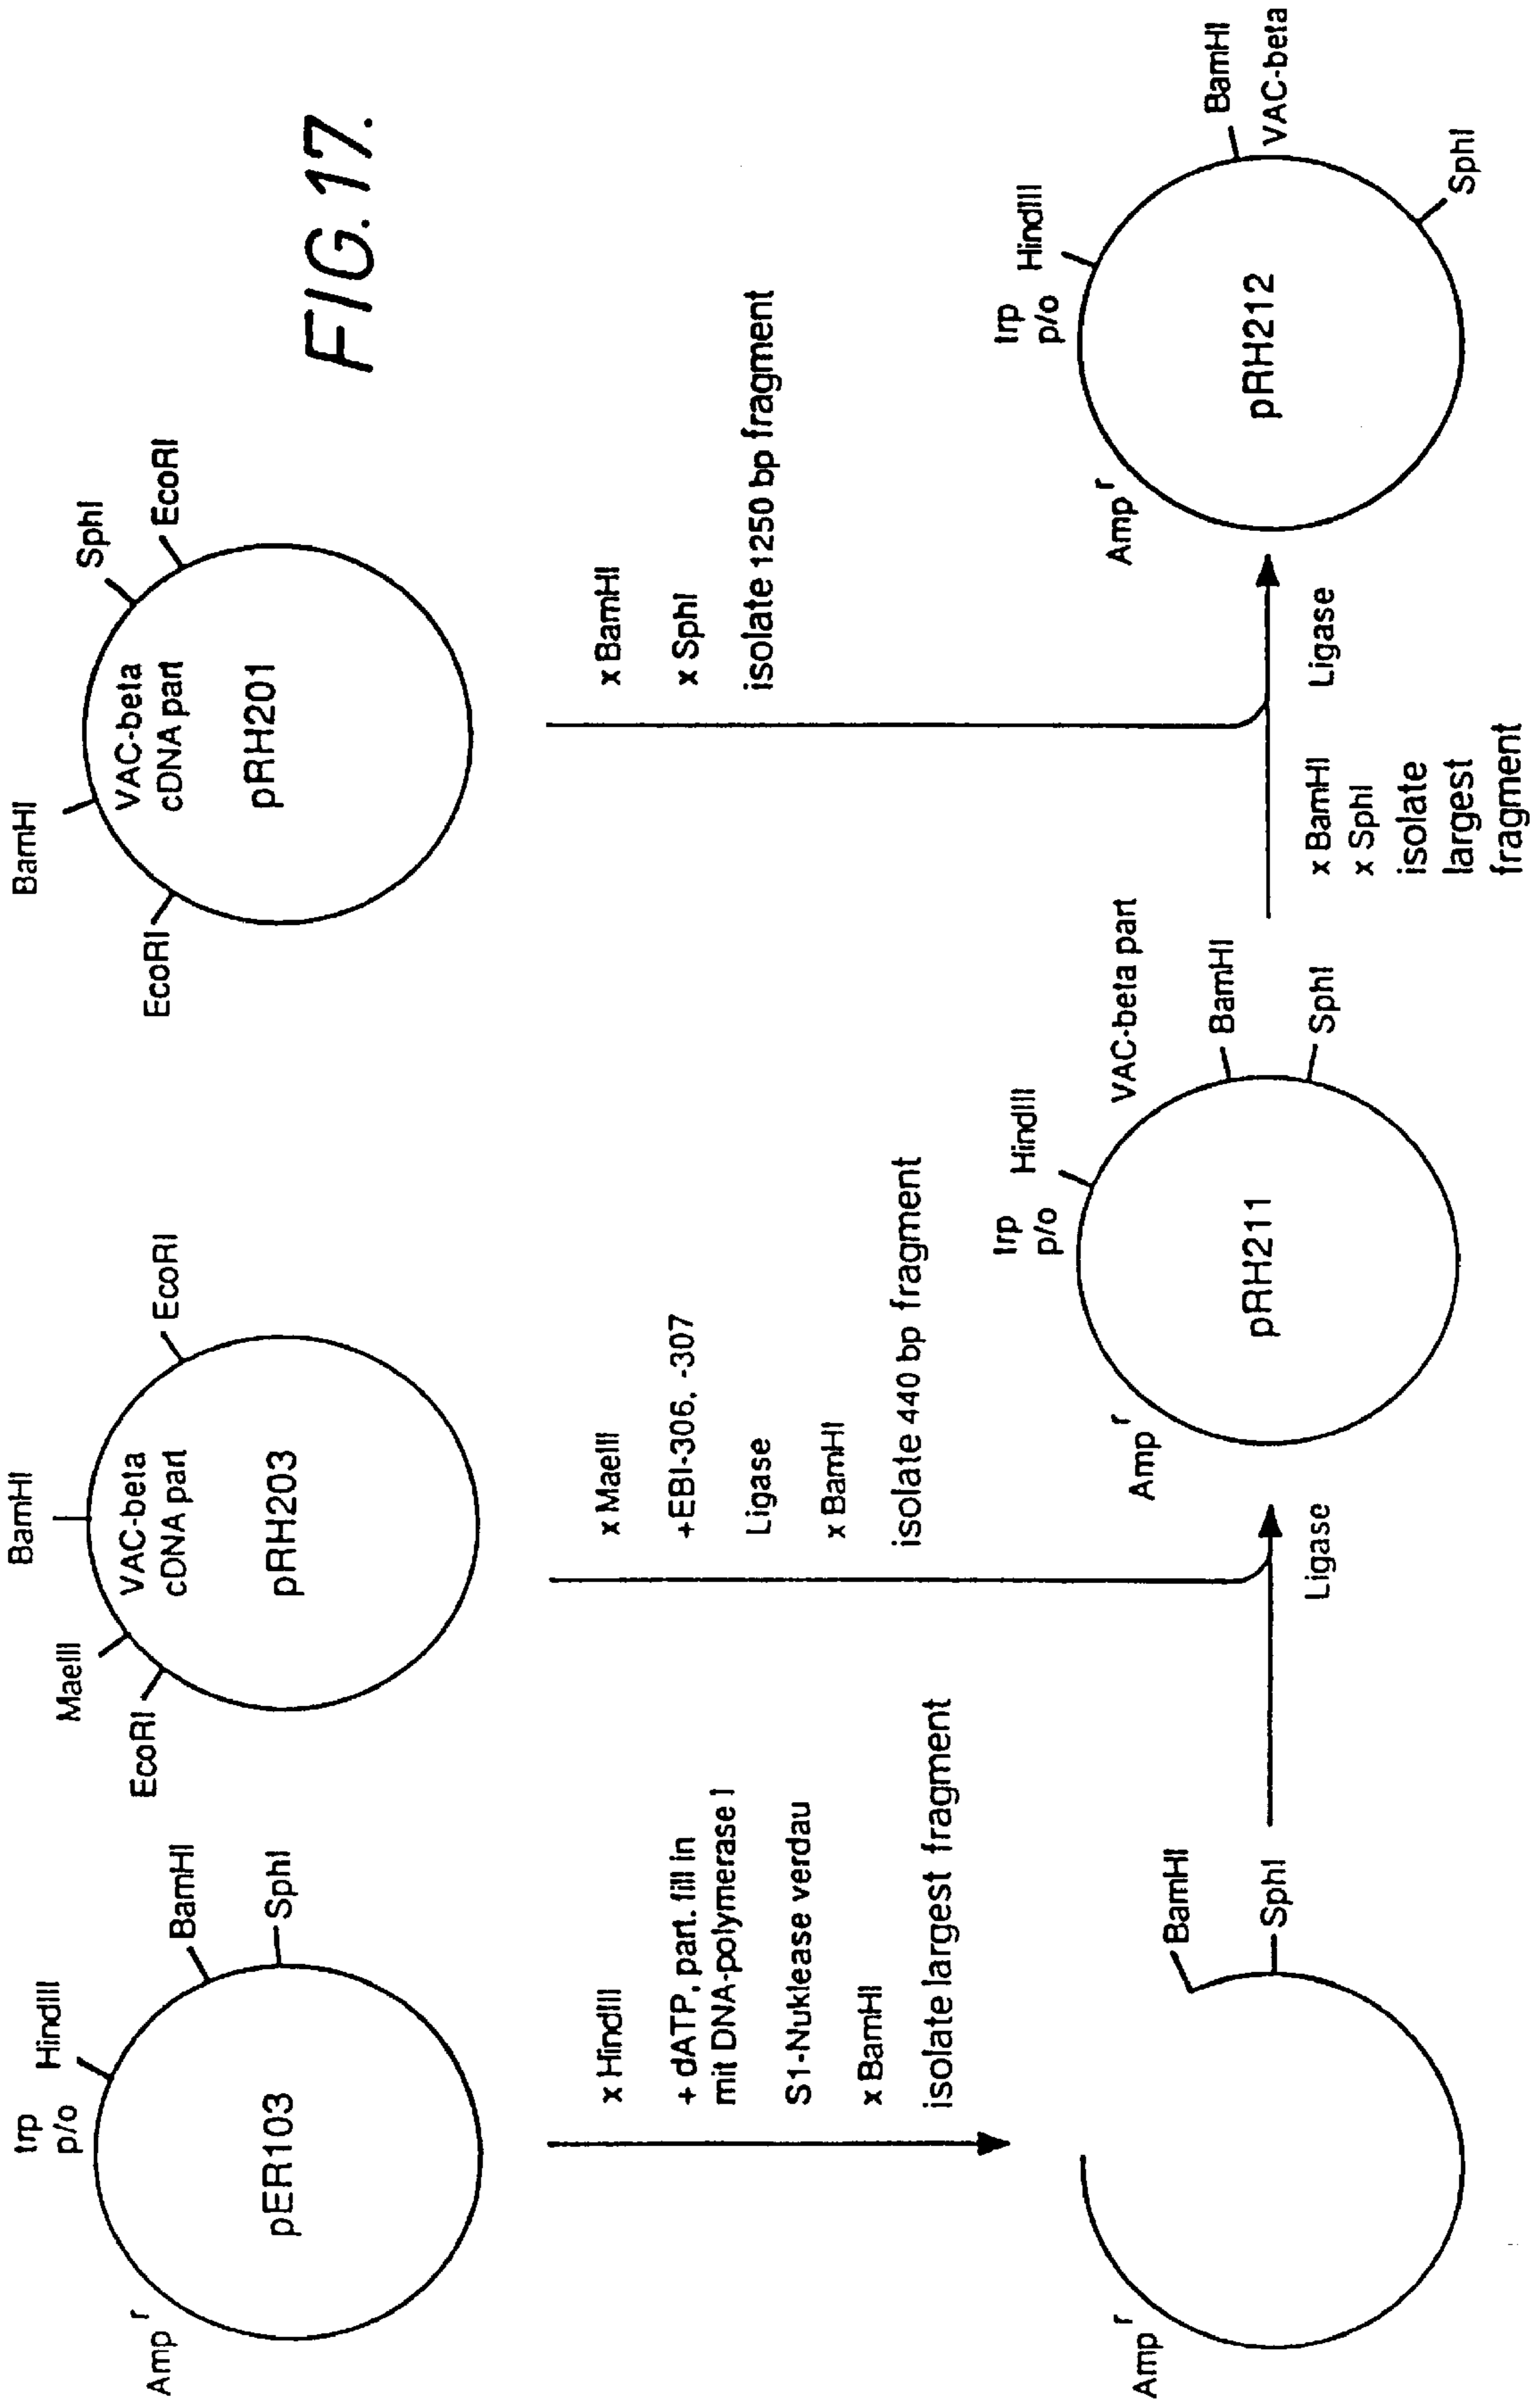 FIG. 17.
trp
p/o
HindIII
BamHI
SphI
Amp r
pER103
x HindIII
+ dATP, part. fill in
mit DNA-polymerase I
S1-Nuklease verdau
x BamHI
isolate largest fragment
Amp r
BamHI
SphI
BamHI
MaeIII
EcoRI
EcoRI
VAC-beta
cDNA part
pRH203
x MaeIII
+EBI-306, -307
Ligase
x BamHI
isolate 440 bp fragment
Ligase
trp
p/o
HindIII
VAC-beta part
BamHI
SphI
Amp r
pRH211
BamHI
EcoRI
SphI
EcoRI
VAC-beta
cDNA part
pRH201
x BamHI
x SphI
isolate 1250 bp fragment
x BamHI
x SphI
isolate
largest
fragment
Ligase
trp
p/o
HindIII
BamHI
VAC-beta
SphI
Amp r
pRH212